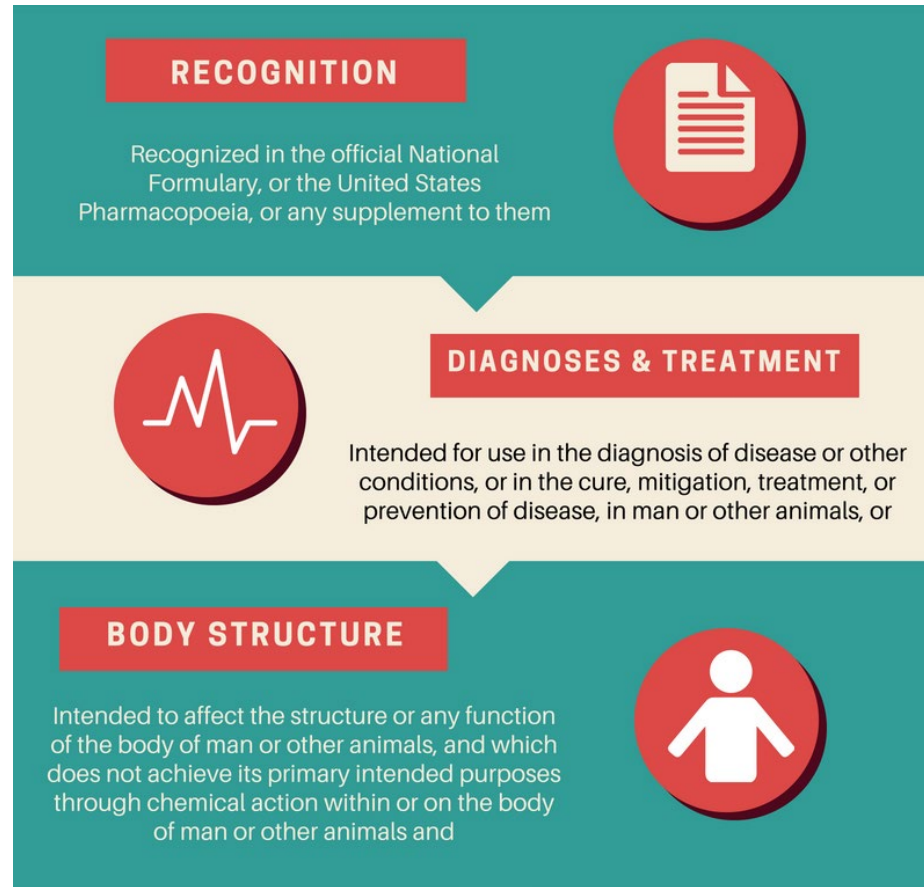 RECOGNITION
Recognized in the official National
Formulary, or the United States
Pharmacopoeia, or any supplement to them
DIAGNOSES & TREATMENT
Intended for use in the diagnosis of disease or other
conditions, or in the cure, mitigation, treatment, or
prevention of disease, in man or other animals, or
BODY STRUCTURE
Intended to affect the structure or any function
of the body of man or other animals, and which
does not achieve its primary intended purposes
through chemical action within or on the body
of man or other animals and